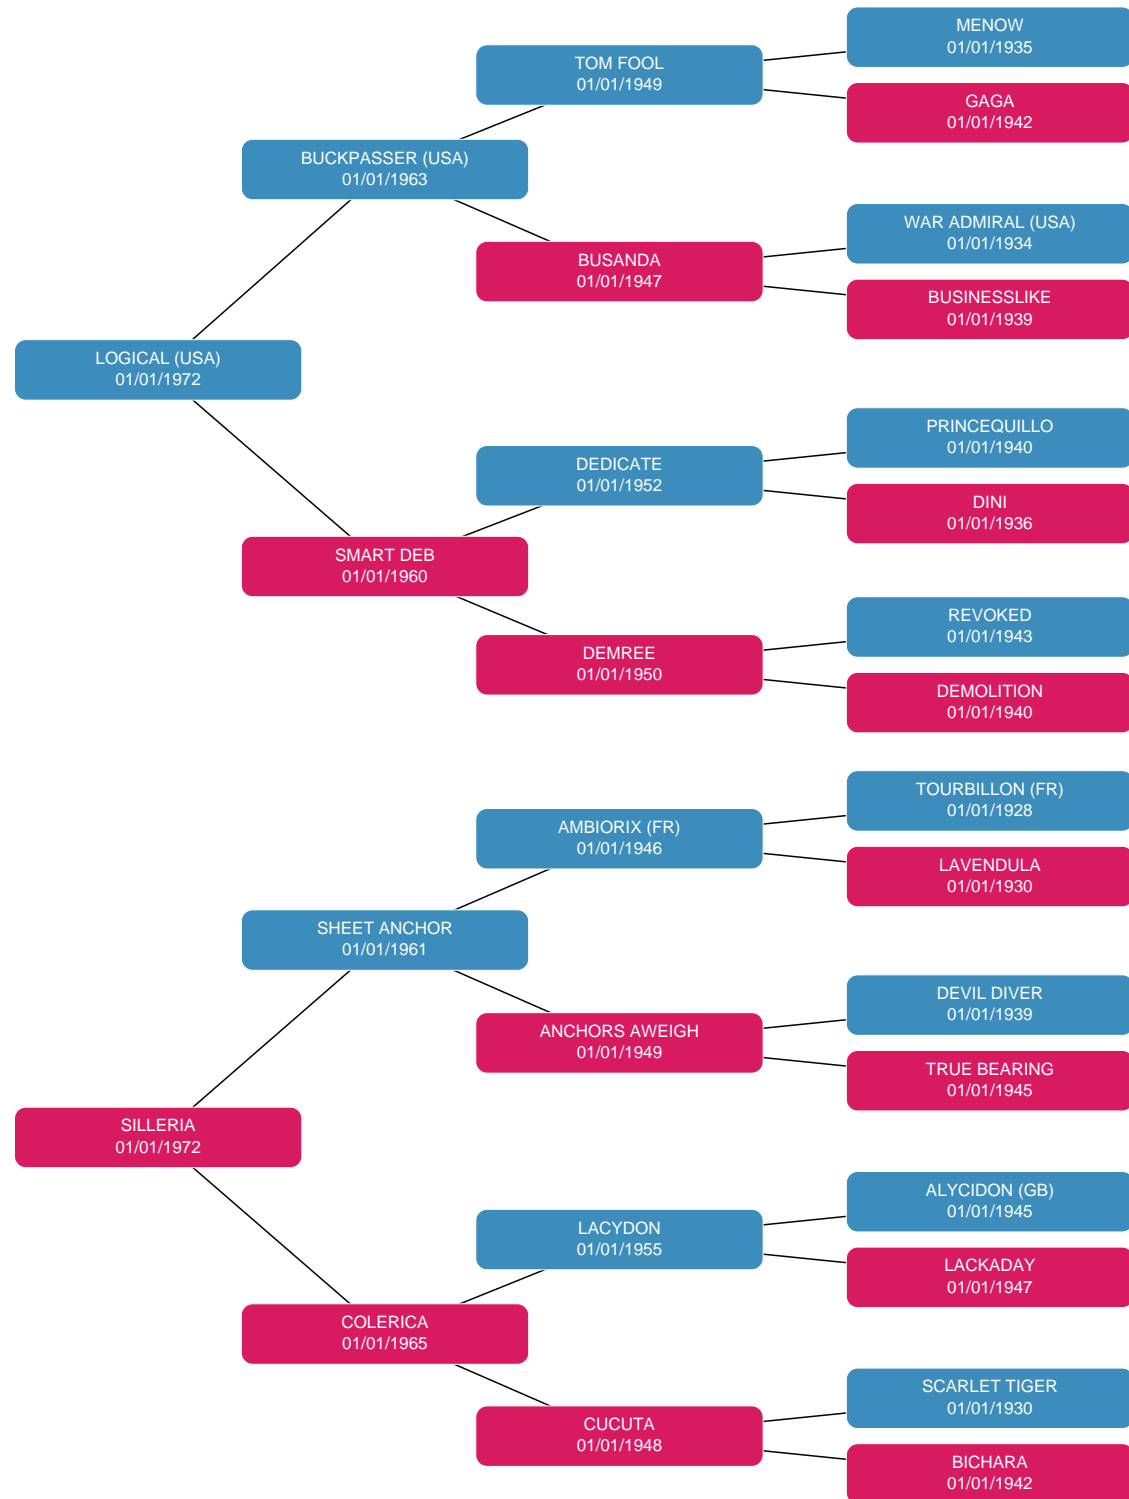 MENOW
01/01/1935
TOM FOOL
01/01/1949
GAGA
01/01/1942
BUCKPASSER (USA)
01/01/1963
WAR ADMIRAL (USA)
01/01/1934
BUSANDA
01/01/1947
BUSINESSLIKE
01/01/1939
LOGICAL (USA)
01/01/1972
PRINCEQUILLO
01/01/1940
DEDICATE
01/01/1952
DINI
01/01/1936
SMART DEB
01/01/1960
REVOKED
01/01/1943
DEMREE
01/01/1950
DEMOLITION
01/01/1940
TOURBILLON (FR)
01/01/1928
AMBIORIX (FR)
01/01/1946
LAVENDULA
01/01/1930
SHEET ANCHOR
01/01/1961
DEVIL DIVER
01/01/1939
ANCHORS AWEIGH
01/01/1949
TRUE BEARING
01/01/1945
SILLERIA
01/01/1972
ALYCIDON (GB)
01/01/1945
LACYDON
01/01/1955
LACKADAY
01/01/1947
COLERICA
01/01/1965
SCARLET TIGER
01/01/1930
CUCUTA
01/01/1948
BICHARA
01/01/1942